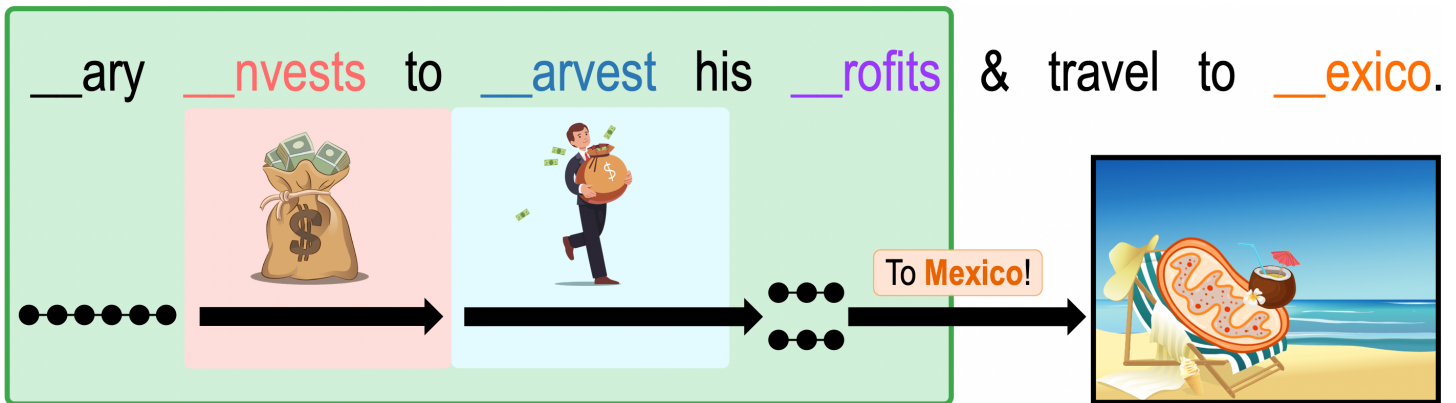 __ary __nvests to __arvest his __rofits & travel to __exico.
$
$
To Mexico!